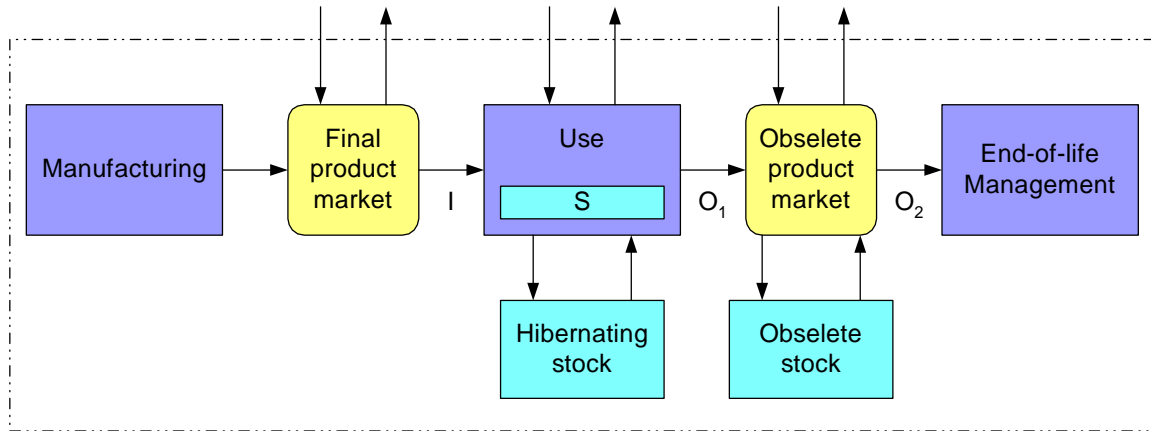 Manufacturing
Final
product
market
I
Use
S
O₁
Obselete
product
market
O₂
End-of-life
Management
Hibernating
stock
Obselete
stock